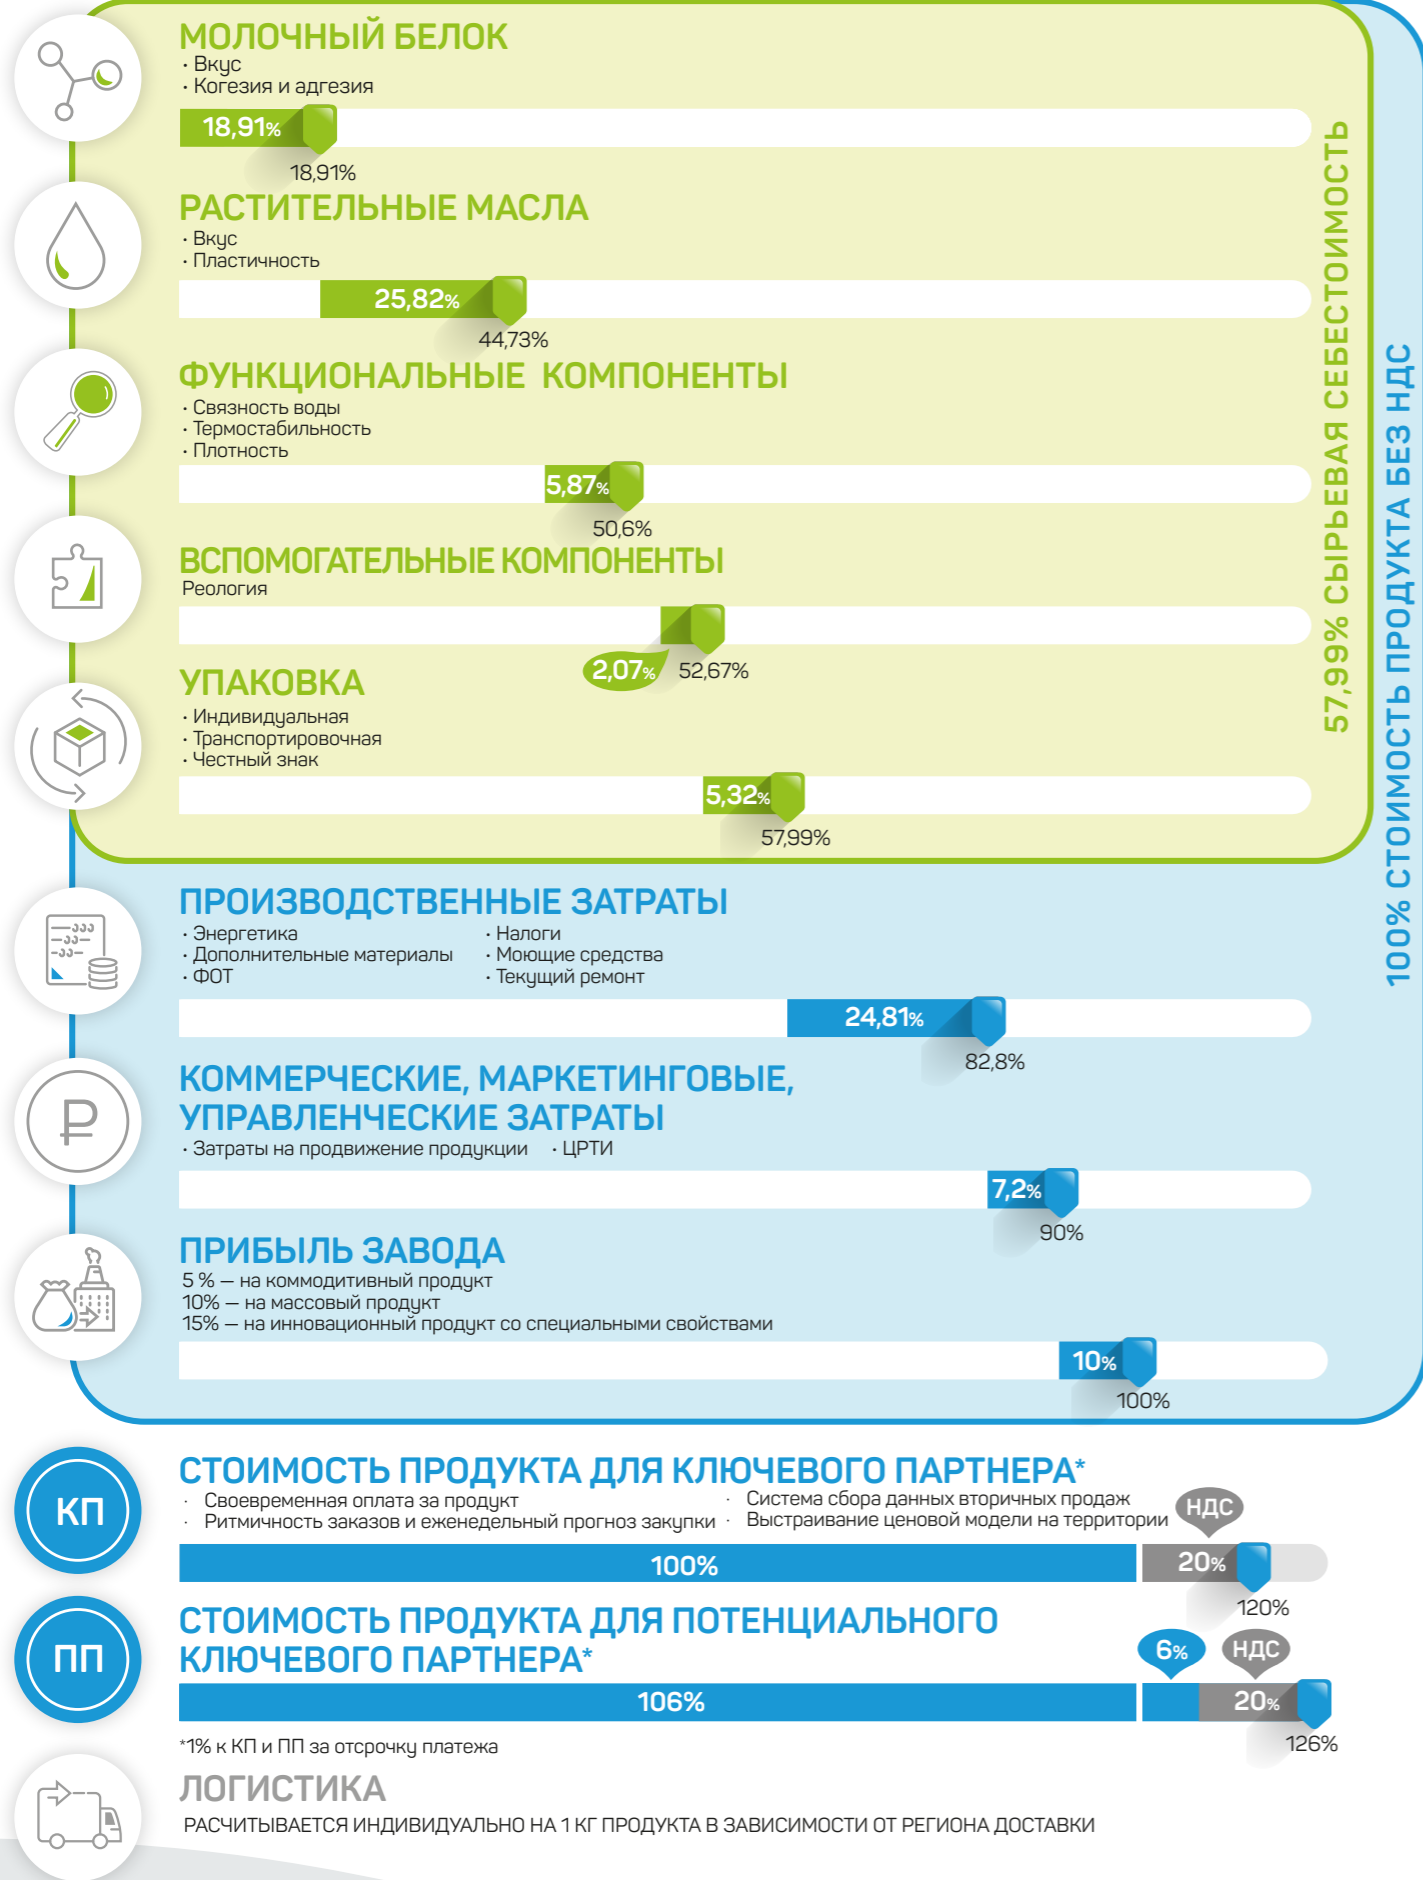 МОЛОЧНЫЙ БЕЛОК
· Вкус
· Когезия и адгезия
18,91%
18,91%
РАСТИТЕЛЬНЫЕ МАСЛА
· Вкус
· Пластичность
25,82%
44,73%
ФУНКЦИОНАЛЬНЫЕ КОМПОНЕНТЫ
· Связность воды
· Термостабильность
· Плотность
5,87%
50,6%
ВСПОМОГАТЕЛЬНЫЕ КОМПОНЕНТЫ
Реология
2,07%
52,67%
УПАКОВКА
· Индивидуальная
· Транспортировочная
· Честный знак
5,32%
57,99%
57,99% СЫРЬЕВАЯ СЕБЕСТОИМОСТЬ
100% СТОИМОСТЬ ПРОДУКТА БЕЗ НДС
ПРОИЗВОДСТВЕННЫЕ ЗАТРАТЫ
· Энергетика · Налоги
· Дополнительные материалы · Моющие средства
· ФОТ · Текущий ремонт
24,81%
82,8%
КОММЕРЧЕСКИЕ, МАРКЕТИНГОВЫЕ,
УПРАВЛЕНЧЕСКИЕ ЗАТРАТЫ
· Затраты на продвижение продукции · ЦРТИ
7,2%
90%
ПРИБЫЛЬ ЗАВОДА
5 % — на коммодитивный продукт
10% — на массовый продукт
15% — на инновационный продукт со специальными свойствами
10%
100%
КП
СТОИМОСТЬ ПРОДУКТА ДЛЯ КЛЮЧЕВОГО ПАРТНЕРА*
· Своевременная оплата за продукт · Система сбора данных вторичных продаж
· Ритмичность заказов и еженедельный прогноз закупки · Выстраивание ценовой модели на территории
НДС
100% 20%
120%
ПП
СТОИМОСТЬ ПРОДУКТА ДЛЯ ПОТЕНЦИАЛЬНОГО
КЛЮЧЕВОГО ПАРТНЕРА*
6% НДС
106% 20%
126%
*1% к КП и ПП за отсрочку платежа
ЛОГИСТИКА
РАСЧИТЫВАЕТСЯ ИНДИВИДУАЛЬНО НА 1 КГ ПРОДУКТА В ЗАВИСИМОСТИ ОТ РЕГИОНА ДОСТАВКИ